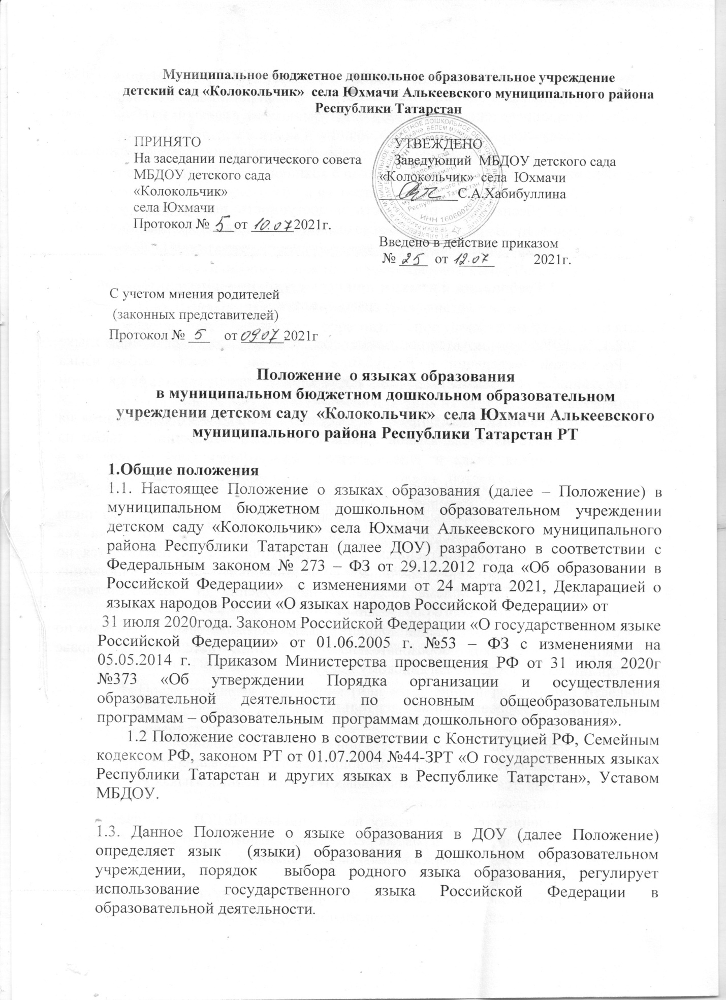 Муниципальное бюджетное дошкольное образовательное учреждение
детский сад «Колокольчик» села Юхмачи Алькеевского муниципального района
Республики Татарстан
ПРИНЯТО
На заседании педагогического совета
МБДОУ детского сада
«Колокольчик»
села Юхмачи
Протокол № 5 от 10.07 2021г.
УТВЕЖДЕНО
Заведующий МБДОУ детского сада
«Колокольчик» села Юхмачи
С.А.Хабибуллина
Введено в действие приказом
№ 25 от 12.07 2021г.
С учетом мнения родителей
(законных представителей)
Протокол № 5 от 09.07 2021г
Положение о языках образования
в муниципальном бюджетном дошкольном образовательном
учреждении детском саду «Колокольчик» села Юхмачи Алькеевского
муниципального района Республики Татарстан РТ
1.Общие положения
1.1. Настоящее Положение о языках образования (далее – Положение) в
муниципальном бюджетном дошкольном образовательном учреждении
детском саду «Колокольчик» села Юхмачи Алькеевского муниципального
района Республики Татарстан (далее ДОУ) разработано в соответствии с
Федеральным законом № 273 – ФЗ от 29.12.2012 года «Об образовании в
Российской Федерации» с изменениями от 24 марта 2021, Декларацией о
языках народов России «О языках народов Российской Федерации» от
31 июля 2020года. Законом Российской Федерации «О государственном языке
Российской Федерации» от 01.06.2005 г. №53 – ФЗ с изменениями на
05.05.2014 г. Приказом Министерства просвещения РФ от 31 июля 2020г
№373 «Об утверждении Порядка организации и осуществления
образовательной деятельности по основным общеобразовательным
программам – образовательным программам дошкольного образования».
1.2 Положение составлено в соответствии с Конституцией РФ, Семейным
кодексом РФ, законом РТ от 01.07.2004 №44-ЗРТ «О государственных языках
Республики Татарстан и других языках в Республике Татарстан», Уставом
МБДОУ.
1.3. Данное Положение о языке образования в ДОУ (далее Положение)
определяет язык (языки) образования в дошкольном образовательном
учреждении, порядок выбора родного языка образования, регулирует
использование государственного языка Российской Федерации в
образовательной деятельности.